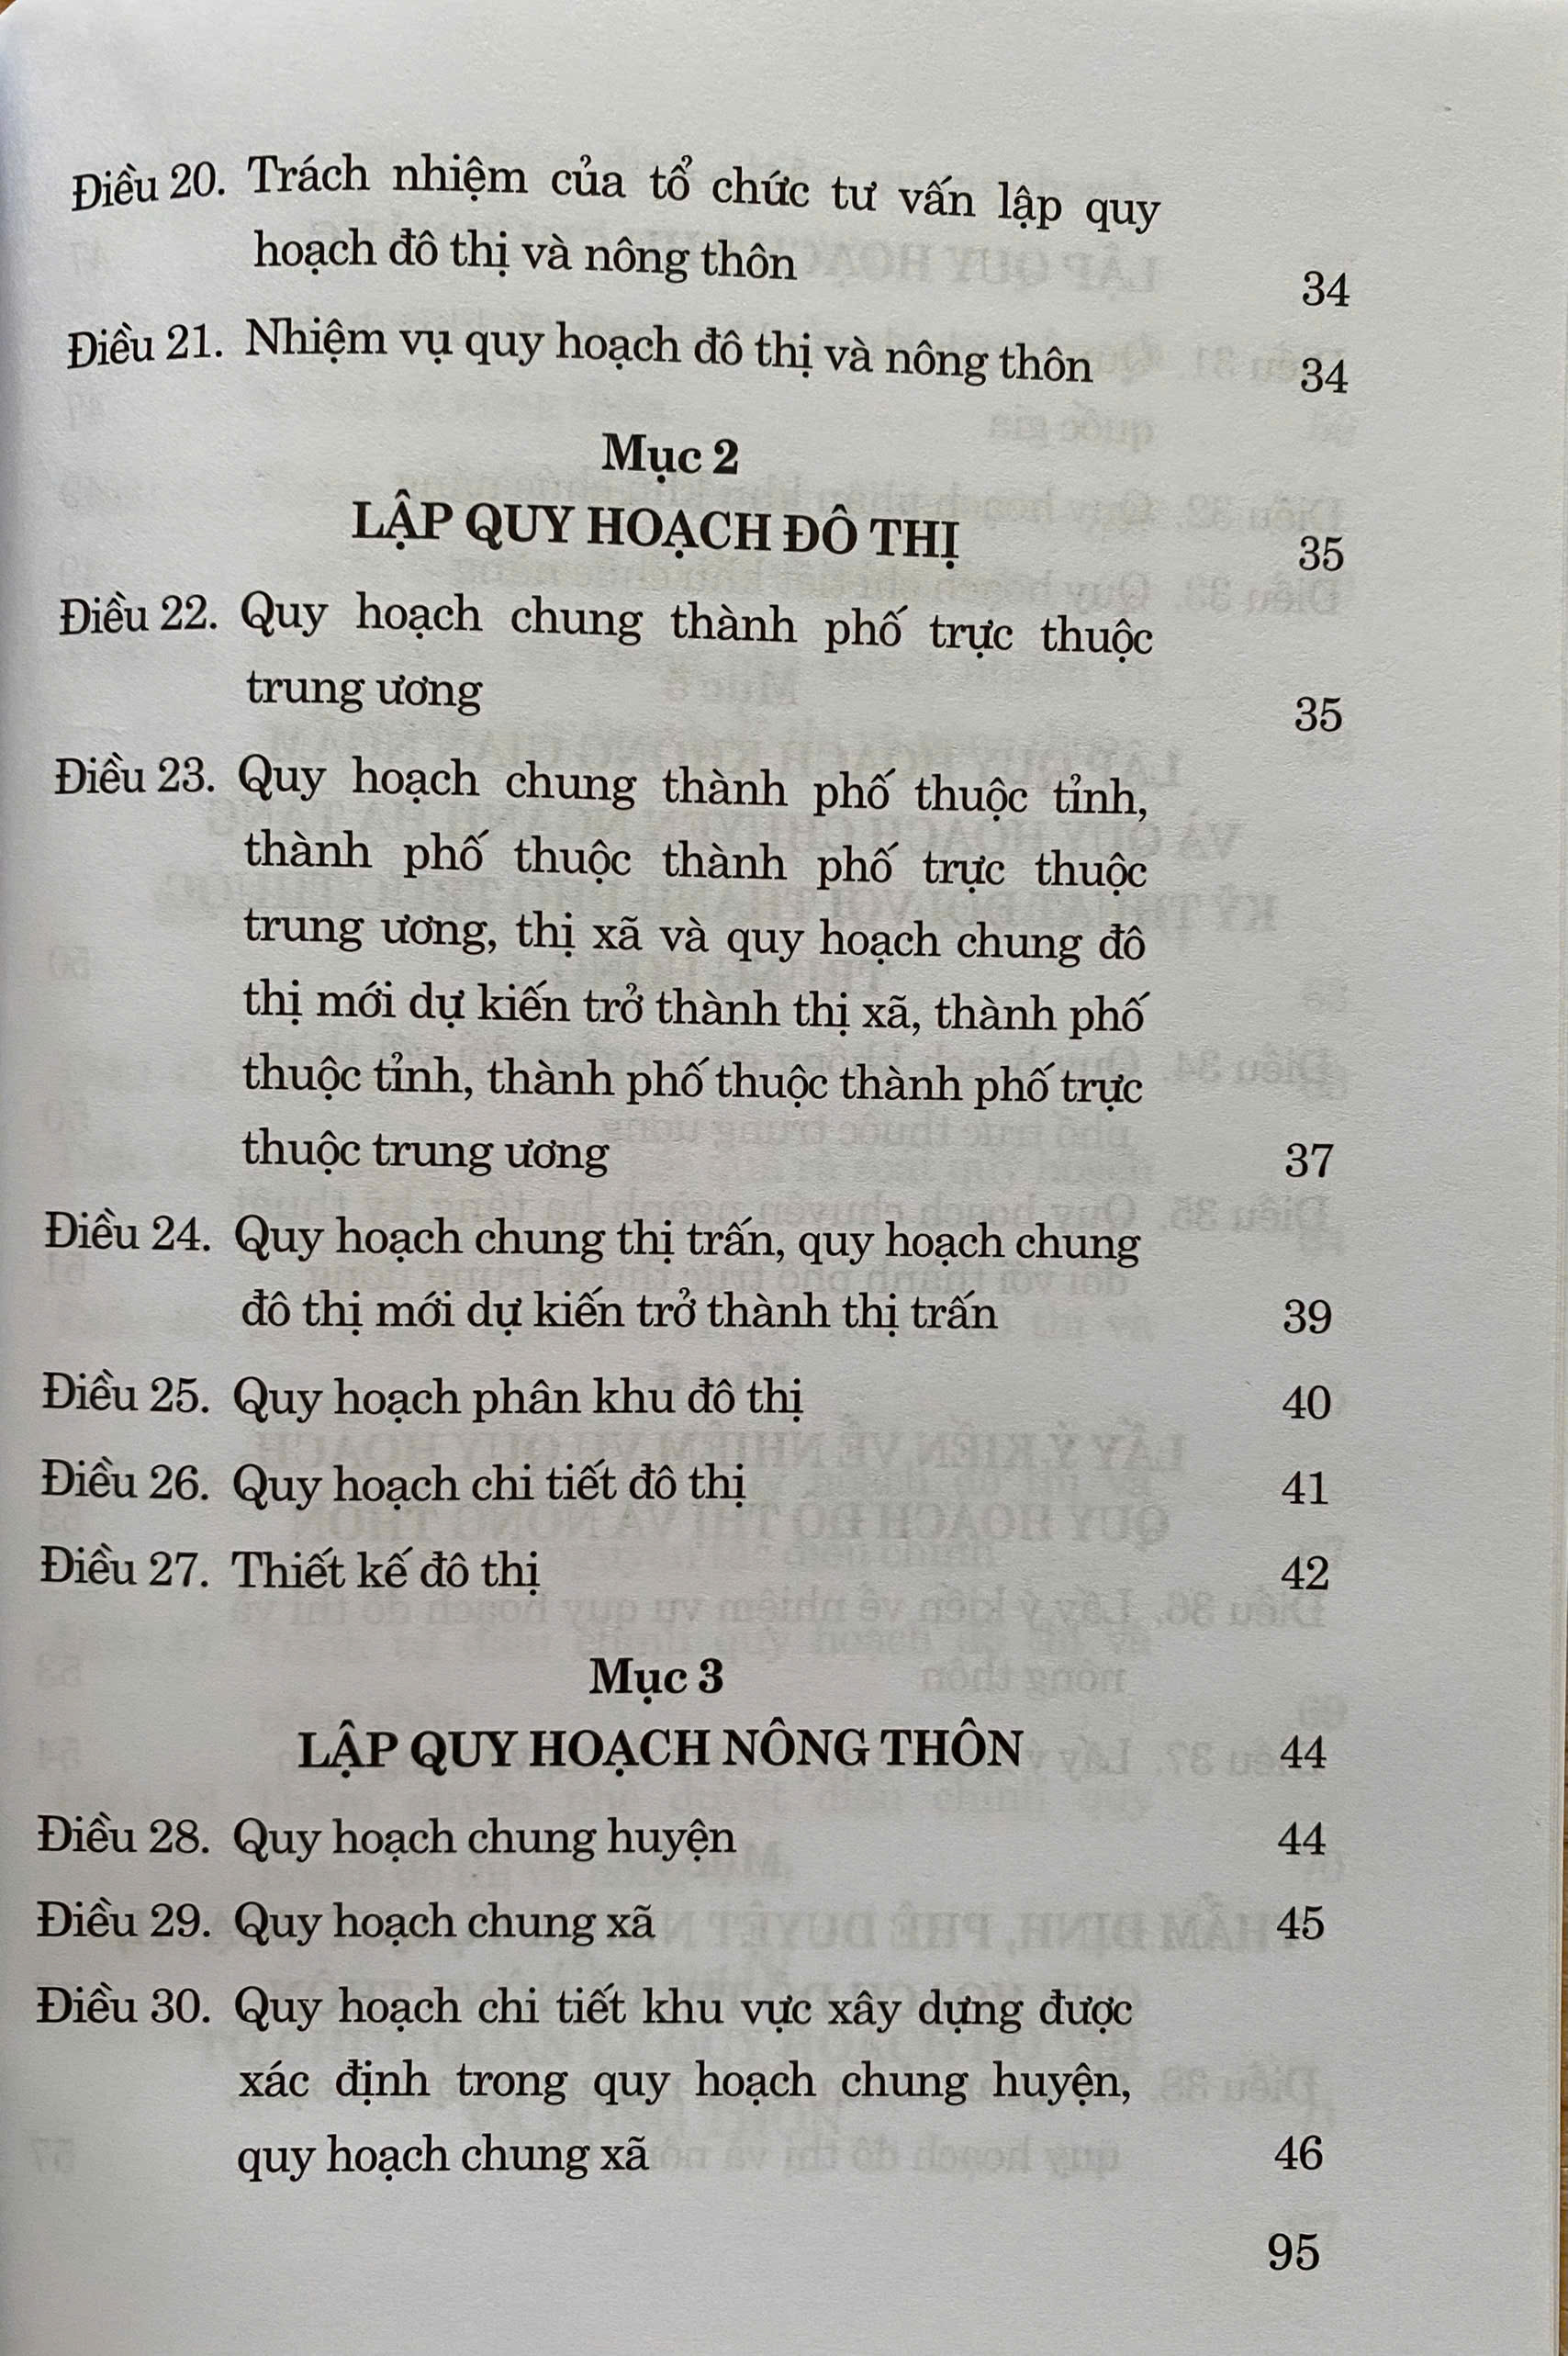 Điều 20. Trách nhiệm của tổ chức tư vấn lập quy
hoạch đô thị và nông thôn 34
Điều 21. Nhiệm vụ quy hoạch đô thị và nông thôn 34
Mục 2
LẬP QUY HOẠCH ĐÔ THỊ 35
Điều 22. Quy hoạch chung thành phố trực thuộc
trung ương 35
Điều 23. Quy hoạch chung thành phố thuộc tỉnh,
thành phố thuộc thành phố trực thuộc
trung ương, thị xã và quy hoạch chung đô
thị mới dự kiến trở thành thị xã, thành phố
thuộc tỉnh, thành phố thuộc thành phố trực
thuộc trung ương 37
Điều 24. Quy hoạch chung thị trấn, quy hoạch chung
đô thị mới dự kiến trở thành thị trấn 39
Điều 25. Quy hoạch phân khu đô thị 40
Điều 26. Quy hoạch chi tiết đô thị 41
Điều 27. Thiết kế đô thị 42
Mục 3
LẬP QUY HOẠCH NÔNG THÔN 44
Điều 28. Quy hoạch chung huyện 44
Điều 29. Quy hoạch chung xã 45
Điều 30. Quy hoạch chi tiết khu vực xây dựng được
xác định trong quy hoạch chung huyện,
quy hoạch chung xã 46
95